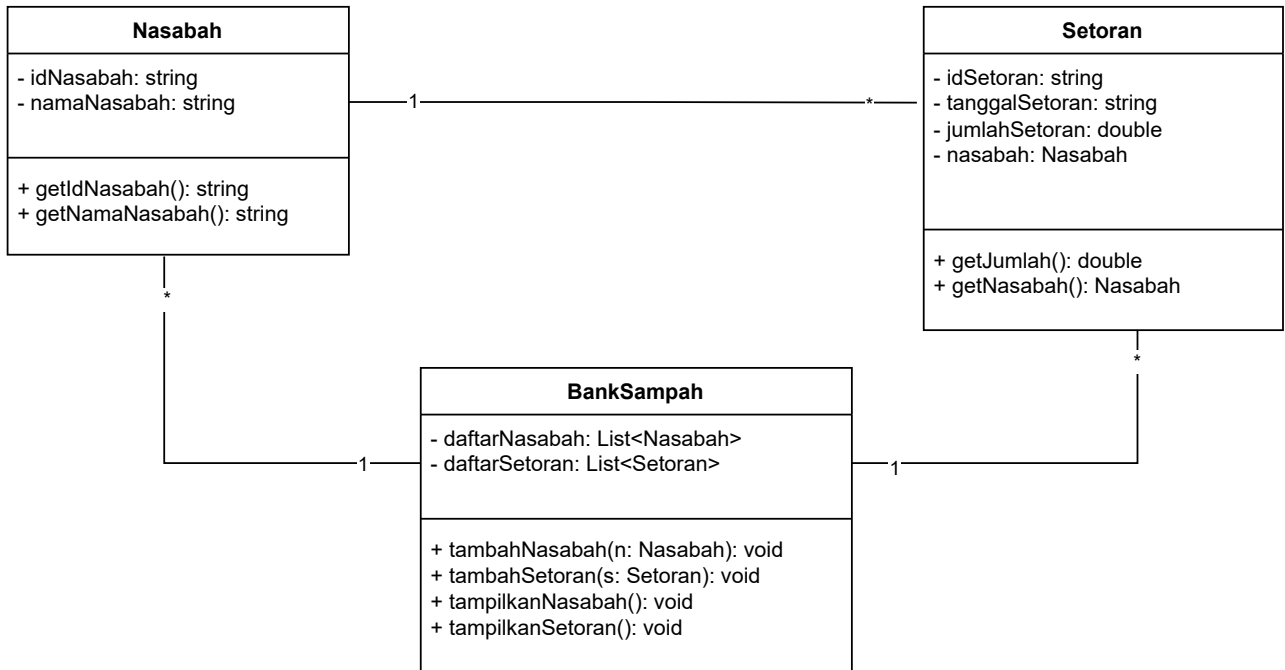 Nasabah
- idNasabah: string
- namaNasabah: string
+ getIdNasabah(): string
+ getNamaNasabah(): string
1
*
Setoran
- idSetoran: string
- tanggalSetoran: string
- jumlahSetoran: double
- nasabah: Nasabah
+ getJumlah(): double
+ getNasabah(): Nasabah
*
*
BankSampah
- daftarNasabah: List<Nasabah>
- daftarSetoran: List<Setoran>
1
1
+ tambahNasabah(n: Nasabah): void
+ tambahSetoran(s: Setoran): void
+ tampilkanNasabah(): void
+ tampilkanSetoran(): void